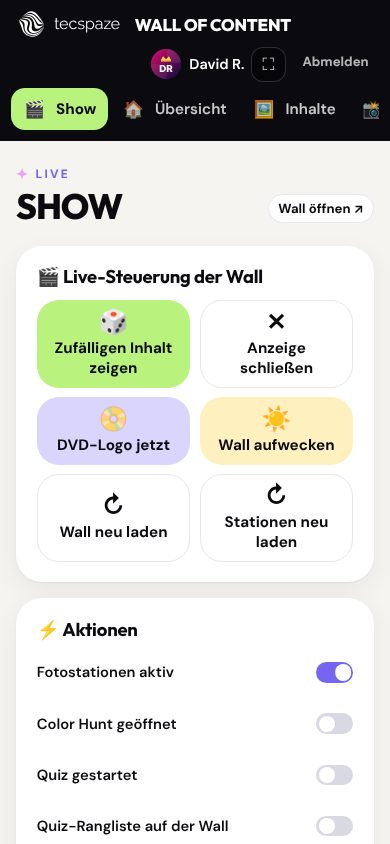 tecspaze WALL OF CONTENT
DR David R. Abmelden
Show Übersicht Inhalte
LIVE
SHOW
Wall öffnen ↗
Live-Steuerung der Wall
Zufälligen Inhalt
zeigen
Anzeige
schließen
DVD-Logo jetzt
Wall aufwecken
Wall neu laden
Stationen neu
laden
Aktionen
Fotostationen aktiv
Color Hunt geöffnet
Quiz gestartet
Quiz-Rangliste auf der Wall